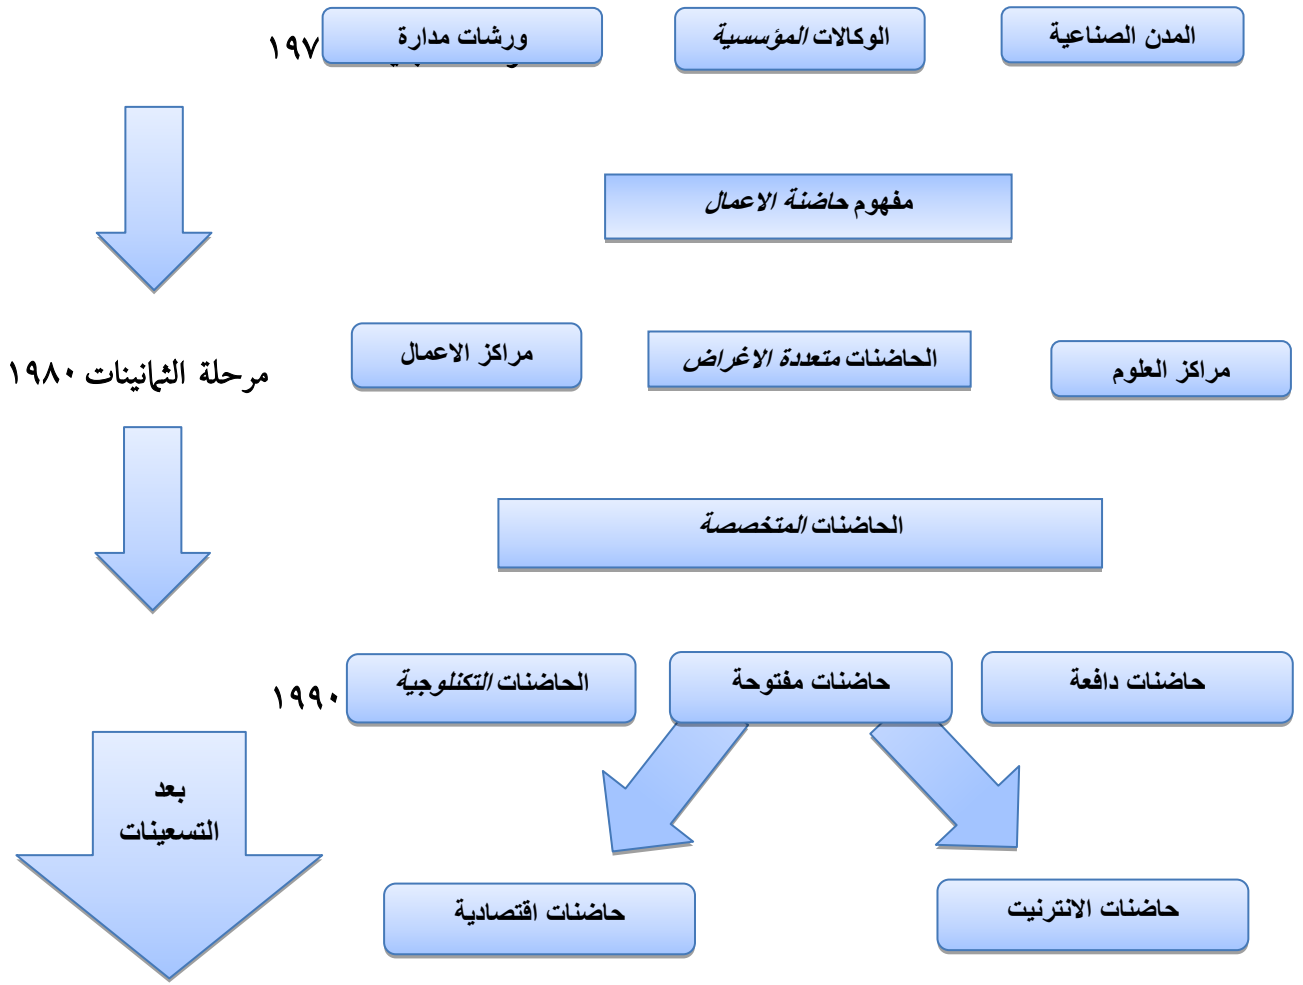 المدن الصناعية
الوكالات المؤسسية
ورشات مدارة
١٩٧
مفهوم حاضنة الاعمال
مراكز العلوم
الحاضنات متعددة الاغراض
مراكز الاعمال
مرحلة الثمانينات ١٩٨٠
الحاضنات المتخصصة
حاضنات دافعة
حاضنات مفتوحة
الحاضنات التكنلوجية
١٩٩٠
بعد
التسعينات
حاضنات الانترنيت
حاضنات اقتصادية